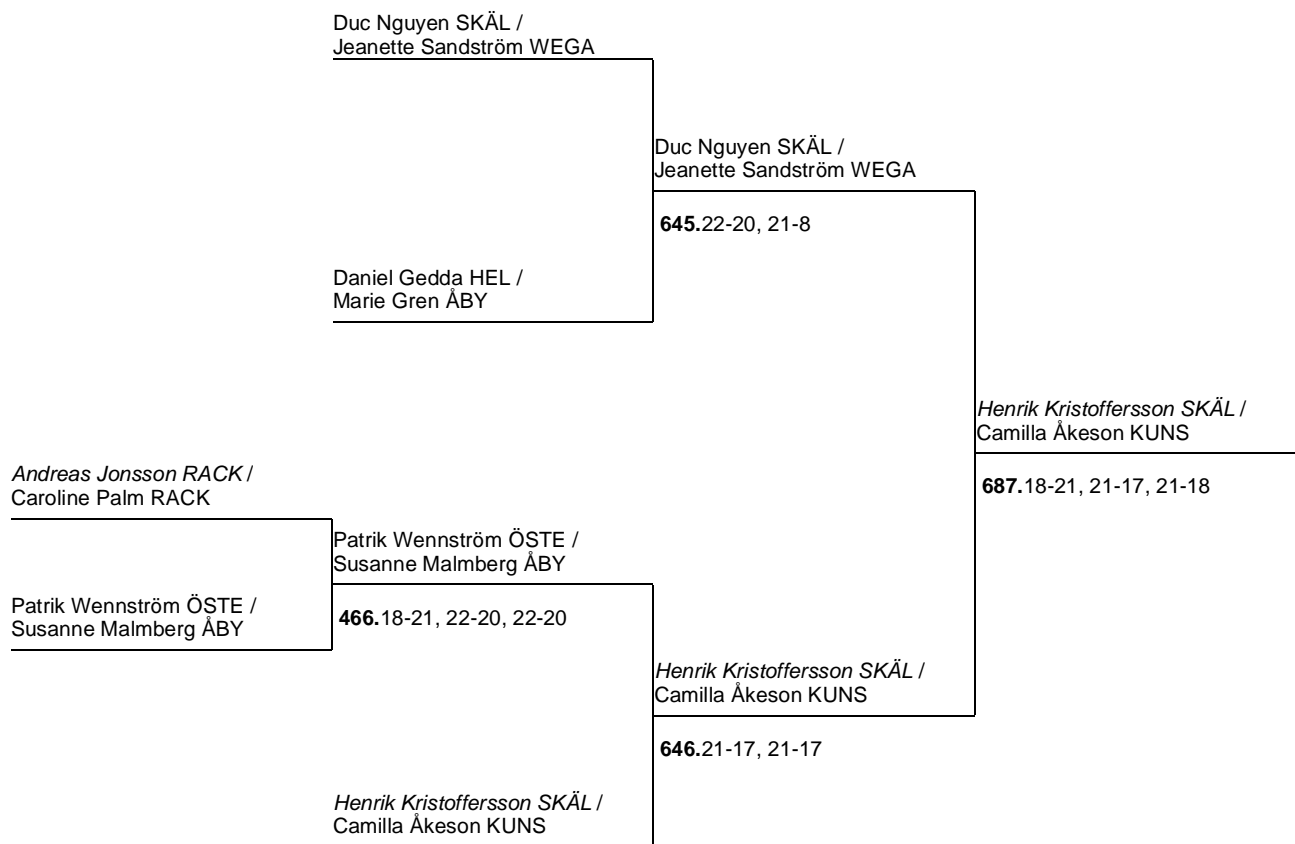 Duc Nguyen SKÄL /
Jeanette Sandström WEGA
Duc Nguyen SKÄL /
Jeanette Sandström WEGA
645.22-20, 21-8
Daniel Gedda HEL /
Marie Gren ÅBY
Henrik Kristoffersson SKÄL /
Camilla Åkeson KUNS
687.18-21, 21-17, 21-18
Andreas Jonsson RACK /
Caroline Palm RACK
Patrik Wennström ÖSTE /
Susanne Malmberg ÅBY
466.18-21, 22-20, 22-20
Patrik Wennström ÖSTE /
Susanne Malmberg ÅBY
Henrik Kristoffersson SKÄL /
Camilla Åkeson KUNS
646.21-17, 21-17
Henrik Kristoffersson SKÄL /
Camilla Åkeson KUNS